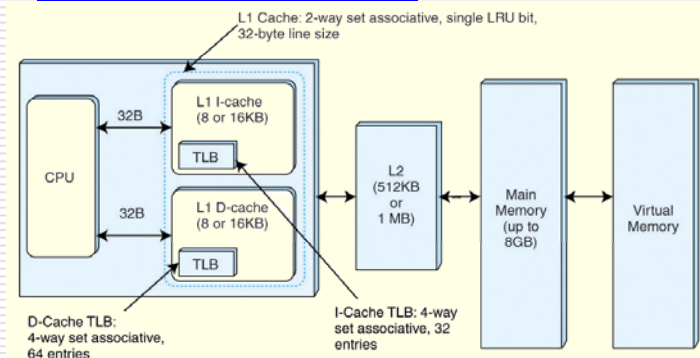 L1 Cache: 2-way set associative, single LRU bit,
32-byte line size
CPU
32B
32B
L1 I-cache
(8 or 16KB)
TLB
L1 D-cache
(8 or 16KB)
TLB
L2
(512KB
or
1 MB)
Main
Memory
(up to
8GB)
Virtual
Memory
D-Cache TLB:
4-way set associative,
64 entries
I-Cache TLB: 4-way
set associative, 32
entries